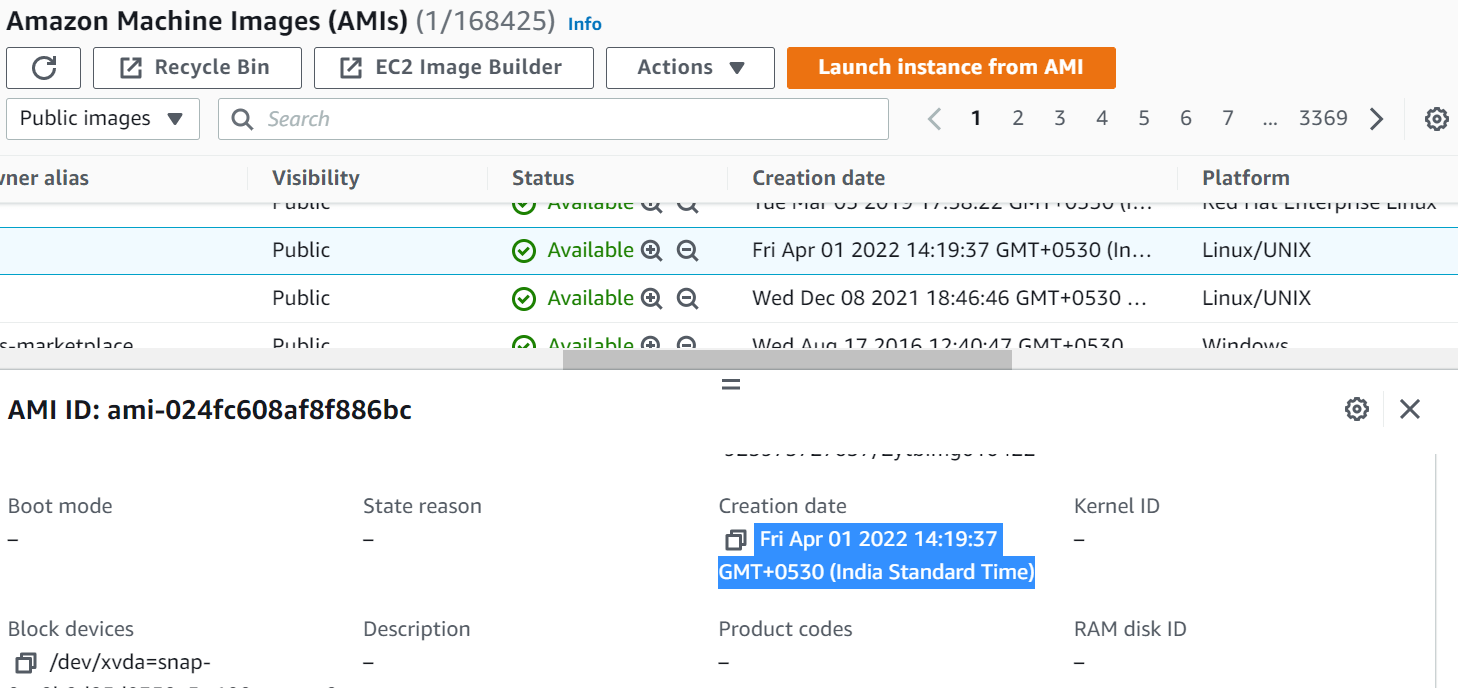 Amazon Machine Images (AMIs) (1/168425) Info
Recycle Bin EC2 Image Builder Actions Launch instance from AMI
Public images Search 1 2 3 4 5 6 7 ... 3369
ner alias Visibility Status Creation date Platform
Public Available Tue Mar 05 2019 17:38:22 GMT+0530 (I... Red Hat Enterprise Linux
Public Available Fri Apr 01 2022 14:19:37 GMT+0530 (In... Linux/UNIX
Public Available Wed Dec 08 2021 18:46:46 GMT+0530 ... Linux/UNIX
s-marketplace Public Available Wed Aug 17 2016 12:40:47 GMT+0530 Windows
AMI ID: ami-024fc608af8f886bc
Boot mode State reason Creation date Kernel ID
– – Fri Apr 01 2022 14:19:37 –
GMT+0530 (India Standard Time)
Block devices Description Product codes RAM disk ID
/dev/xvda=snap- – – –